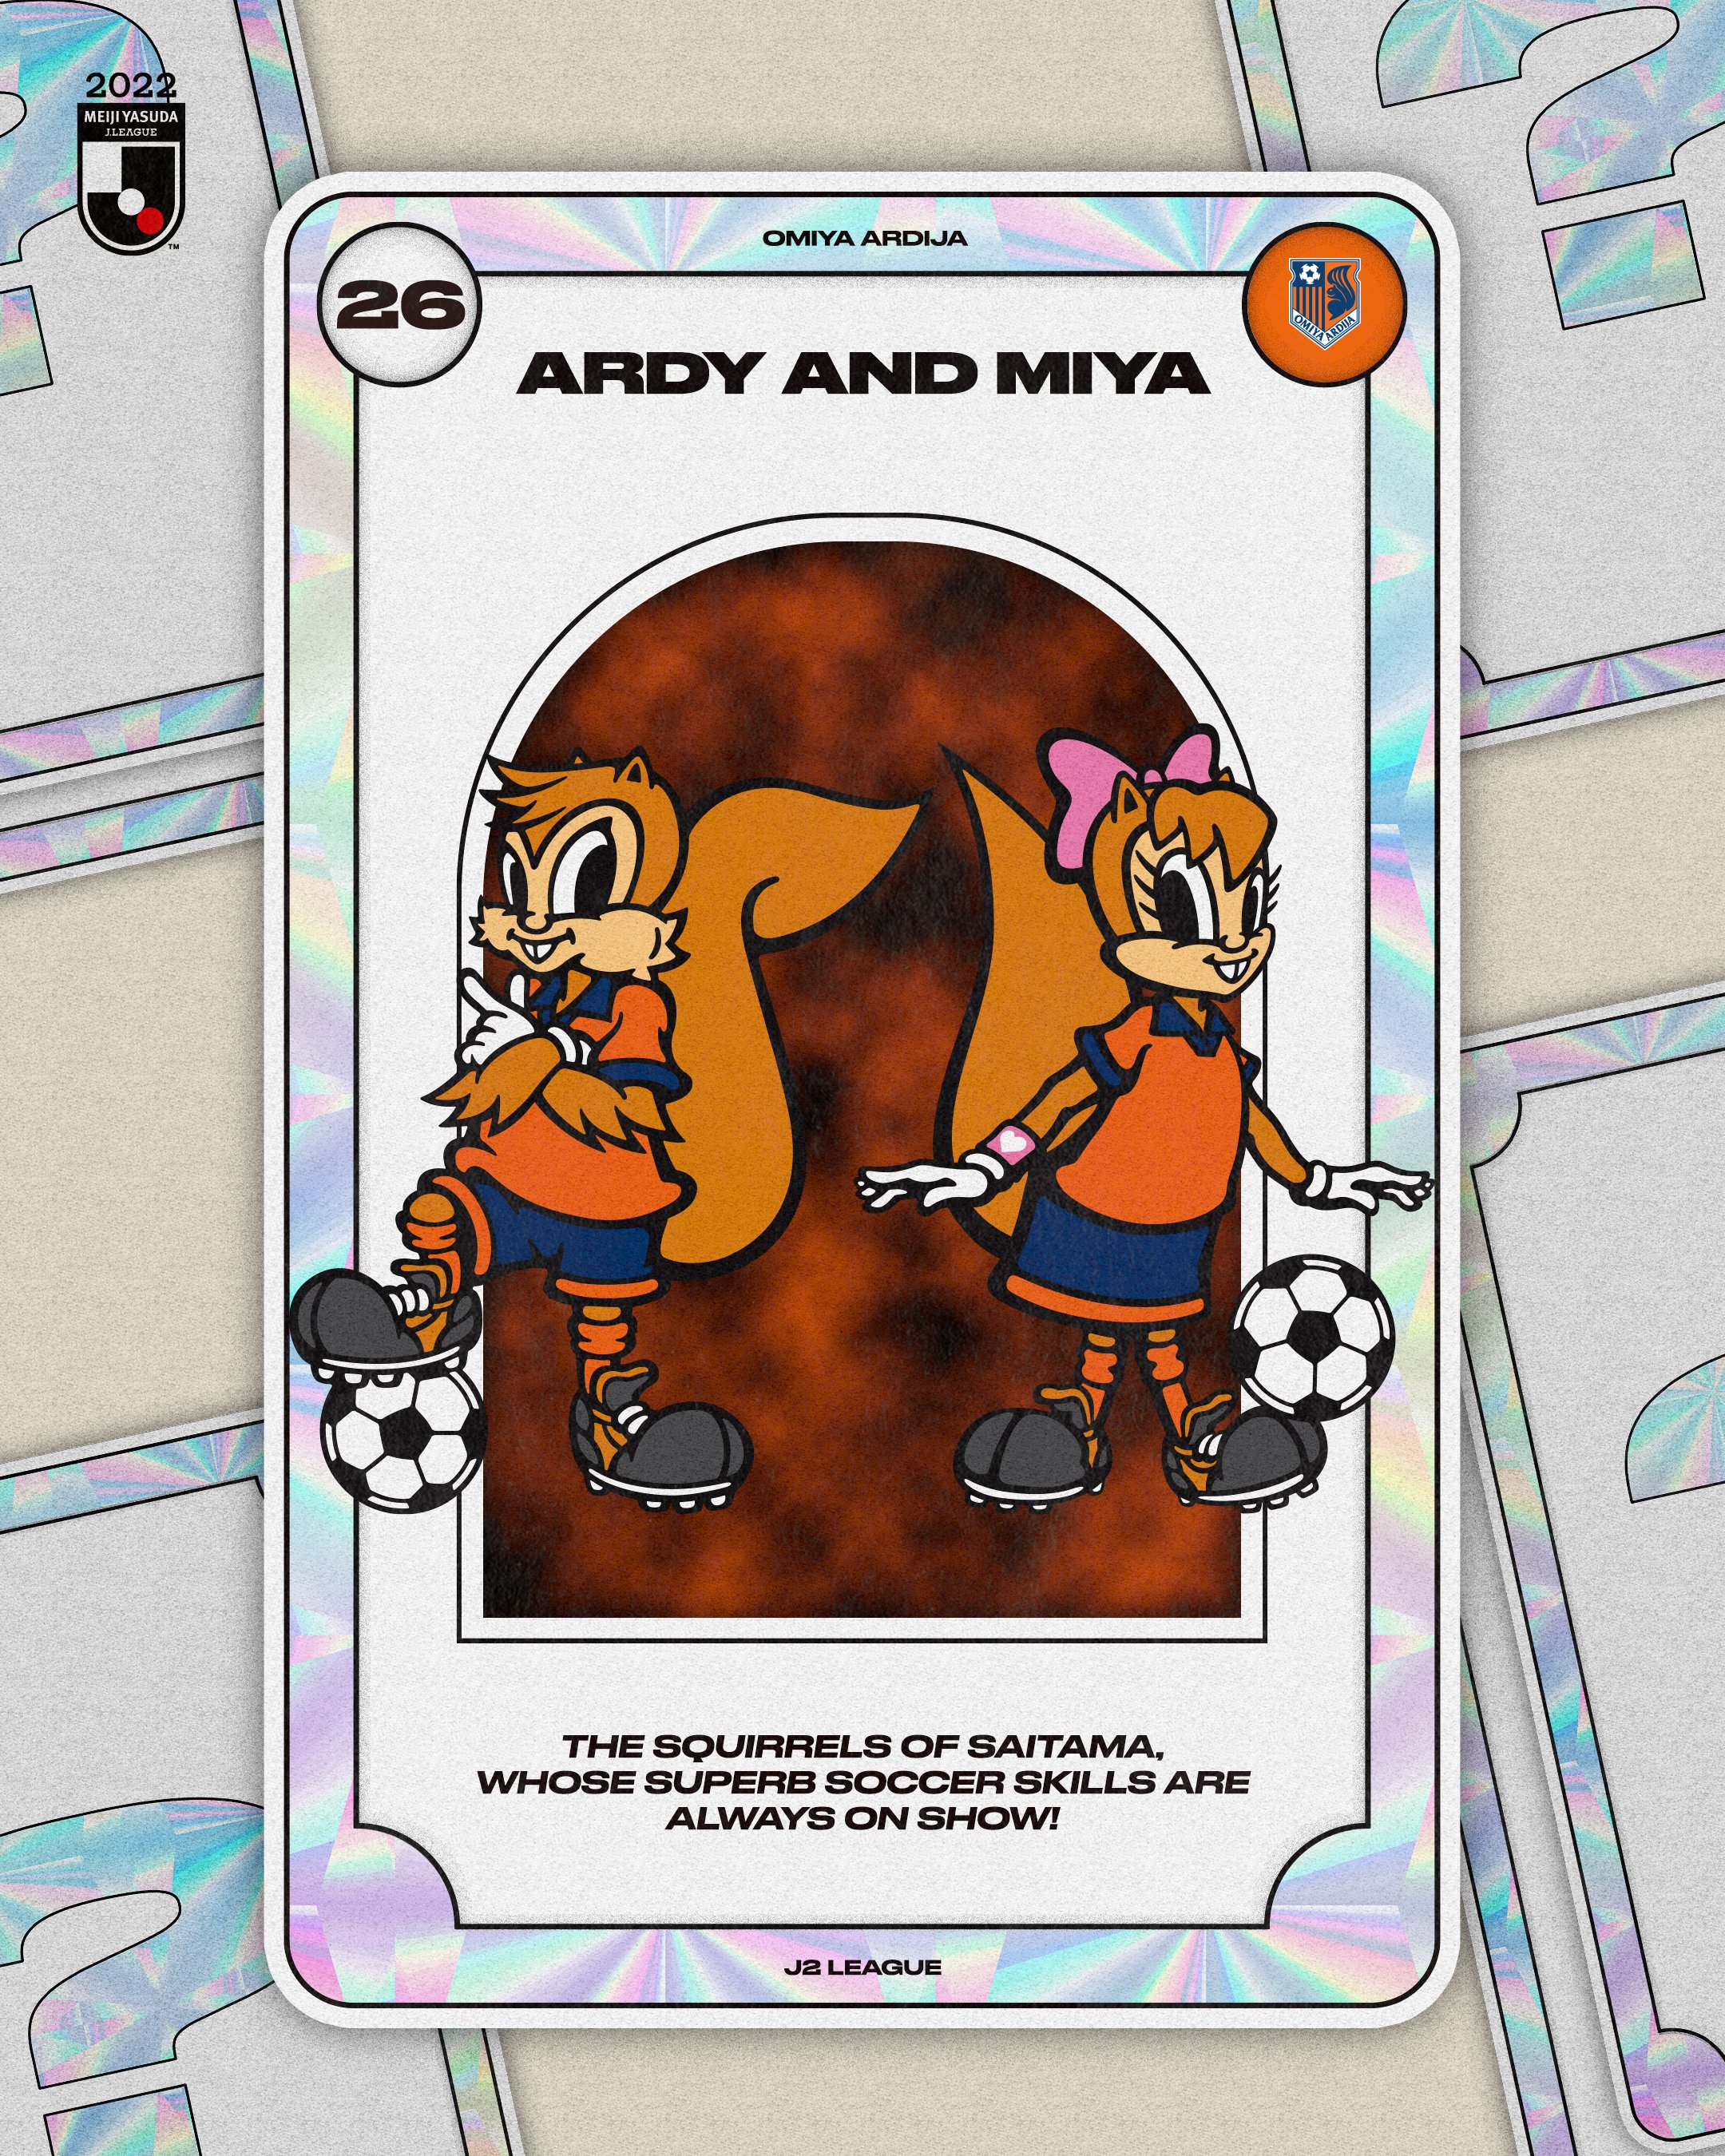 2022
MEIJI YASUDA
J.LEAGUE
TM
OMIYA ARDIJA
26
OMIYA ARDIJA
ARDY AND MIYA
THE SQUIRRELS OF SAITAMA,
WHOSE SUPERB SOCCER SKILLS ARE
ALWAYS ON SHOW!
J2 LEAGUE